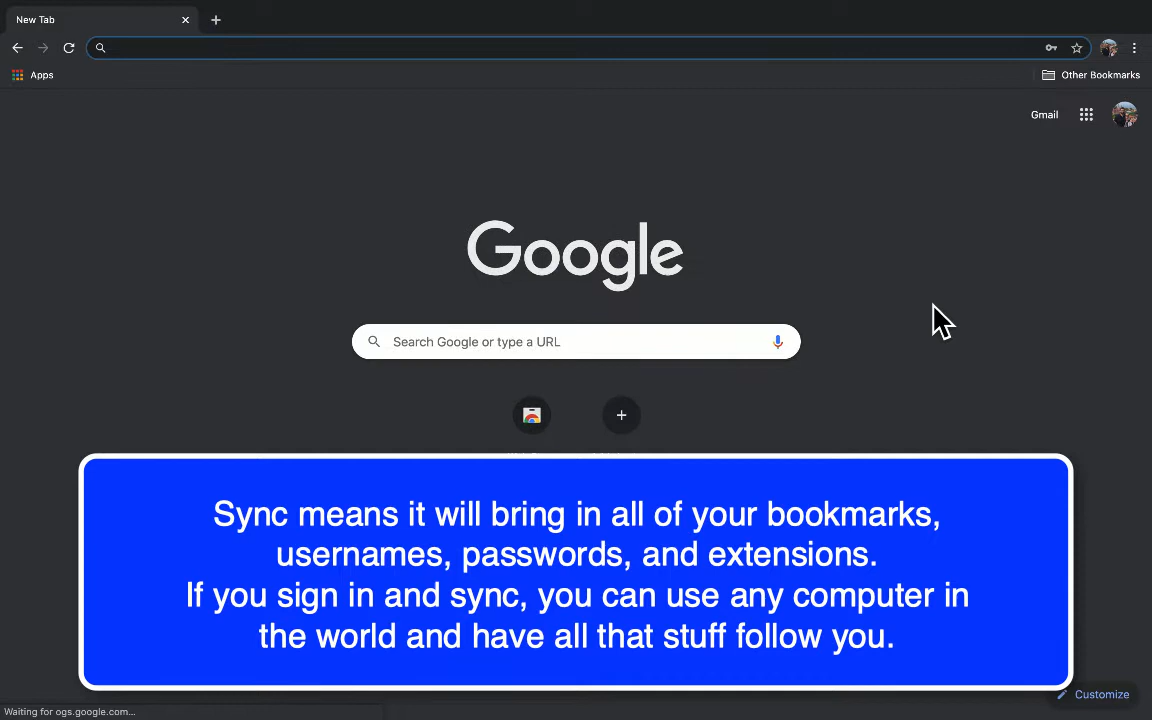 New Tab
Apps
Other Bookmarks
Gmail
Google
Search Google or type a URL
Sync means it will bring in all of your bookmarks,
usernames, passwords, and extensions.
If you sign in and sync, you can use any computer in
the world and have all that stuff follow you.
Customize
Waiting for ogs.google.com...